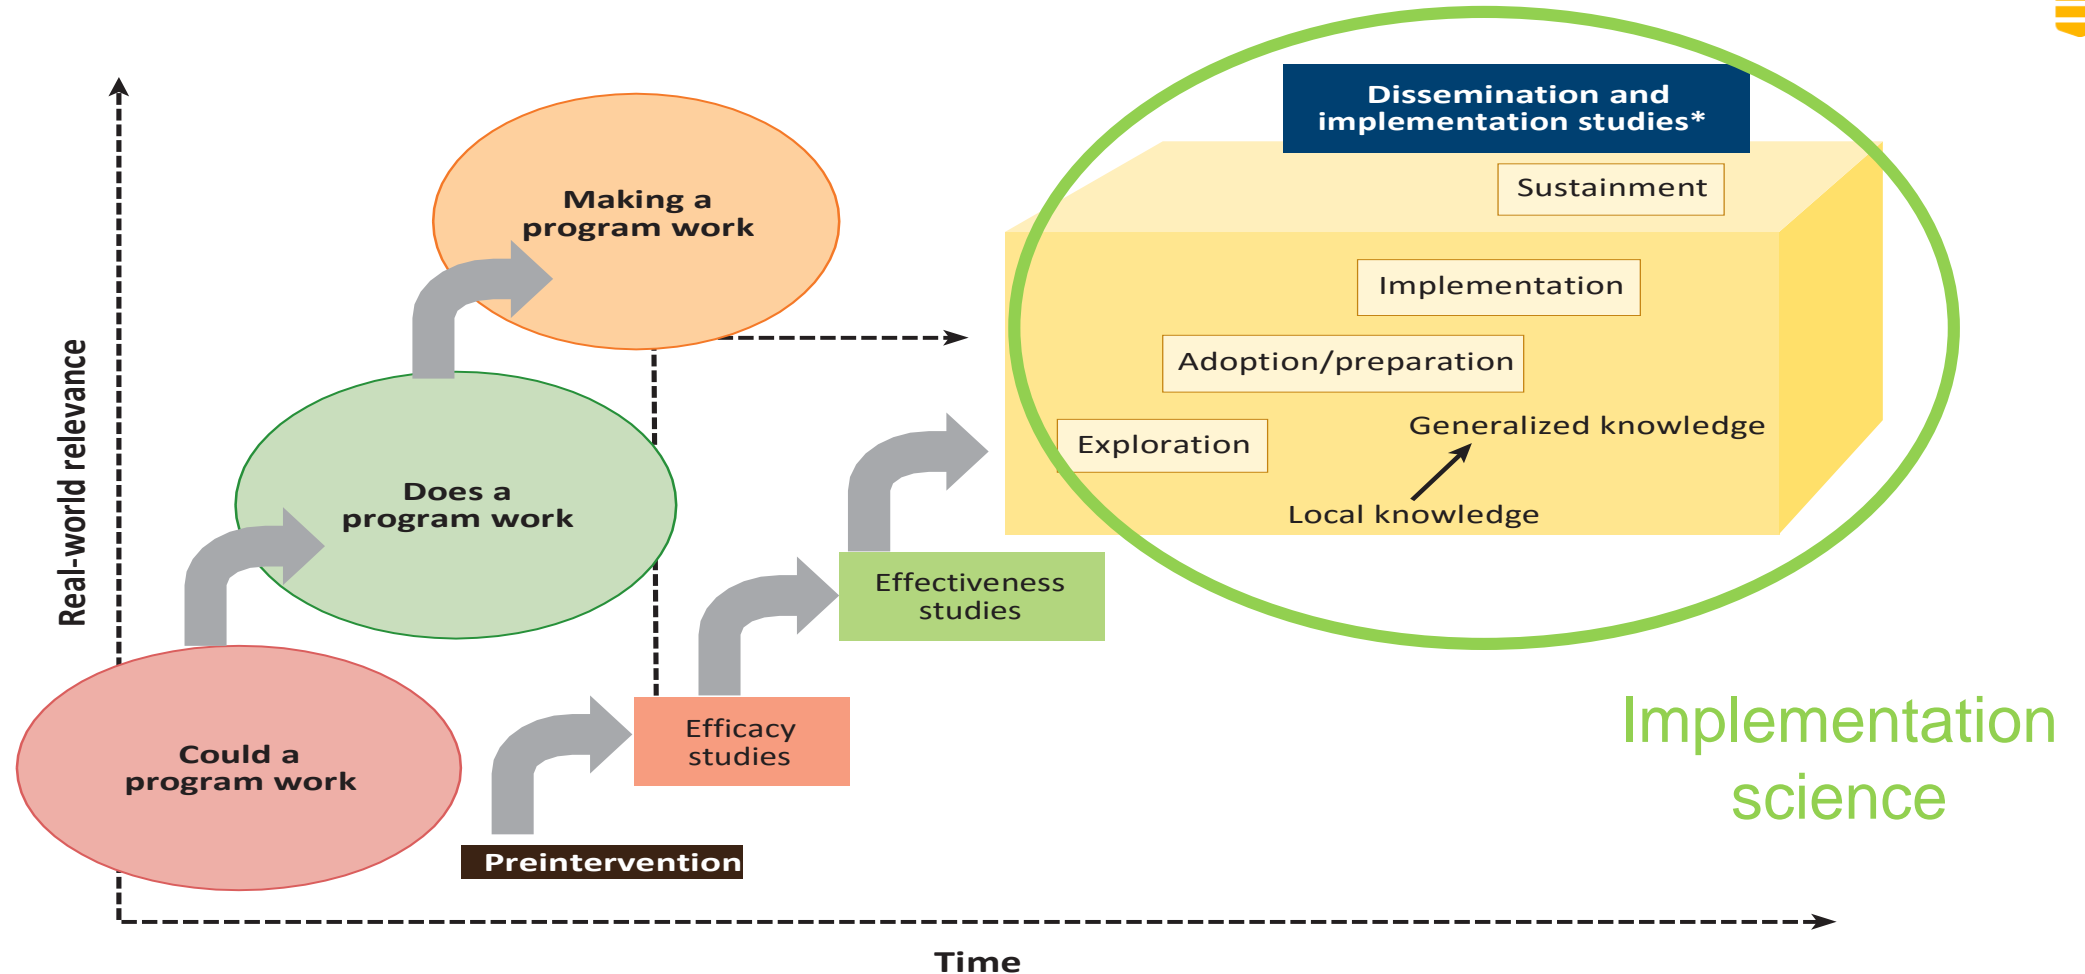 Dissemination and
implementation studies*
Sustainment
Making a
program work
Implementation
Adoption/preparation
Generalized knowledge
Exploration
Local knowledge
Real-world relevance
Does a
program work
Effectiveness
studies
Efficacy
studies
Could a
program work
Preintervention
Implementation
science
Time